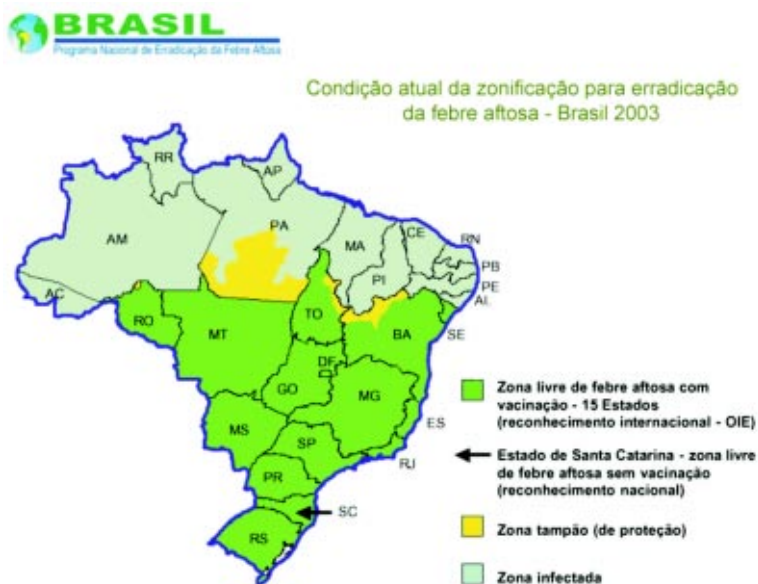 BRASIL
Programa Nacional de Erradicação da Febre Aftosa
Condição atual da zonificação para erradicação
da febre aftosa - Brasil 2003
RR
AP
AM
PA
MA
CE
RN
PB
PI
PE
AC
AL
RO
MT
TO
BA
SE
DF
GO
MG
MS
ES
SP
RJ
PR
SC
RS
Zona livre de febre aftosa com
vacinação - 15 Estados
(reconhecimento internacional - OIE)
Estado de Santa Catarina - zona livre
de febre aftosa sem vacinação
(reconhecimento nacional)
Zona tampão (de proteção)
Zona infectada